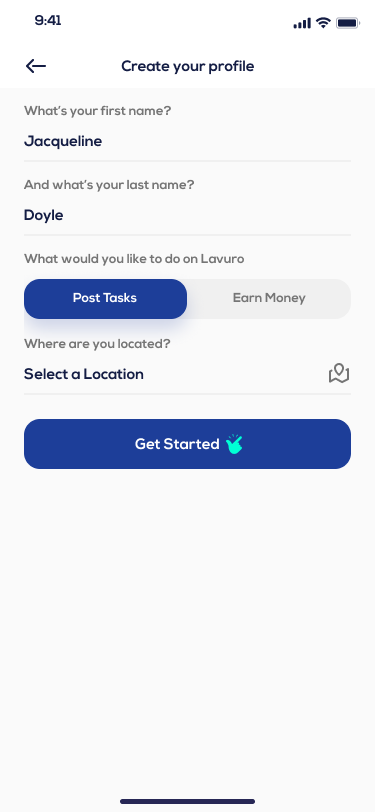 9:41
Create your profile
What's your first name?
Jacqueline
And what's your last name?
Doyle
What would you like to do on Lavuro
Post Tasks
Earn Money
Where are you located?
Select a Location
Get Started